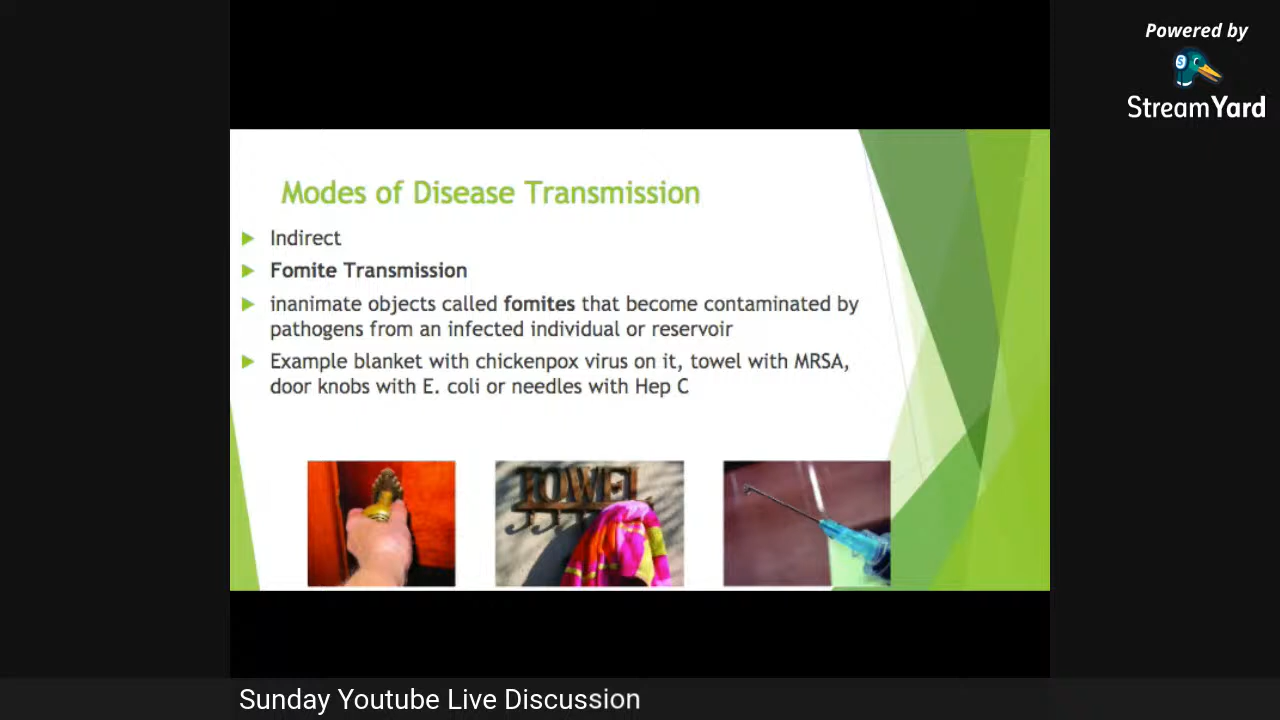 Powered by
StreamYard
Modes of Disease Transmission
Indirect
Fomite Transmission
inanimate objects called fomites that become contaminated by
pathogens from an infected individual or reservoir
Example blanket with chickenpox virus on it, towel with MRSA,
door knobs with E. coli or needles with Hep C
TOWEL
Sunday Youtube Live Discussion